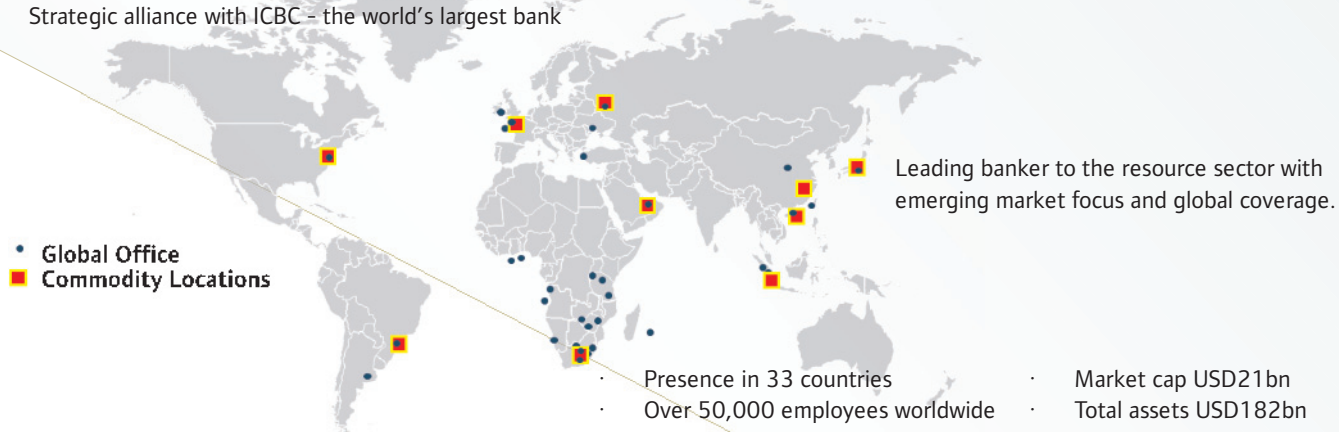 Strategic alliance with ICBC - the world's largest bank
Leading banker to the resource sector with
emerging market focus and global coverage.
Global Office
Commodity Locations
· Presence in 33 countries
· Over 50,000 employees worldwide
· Market cap USD21bn
· Total assets USD182bn